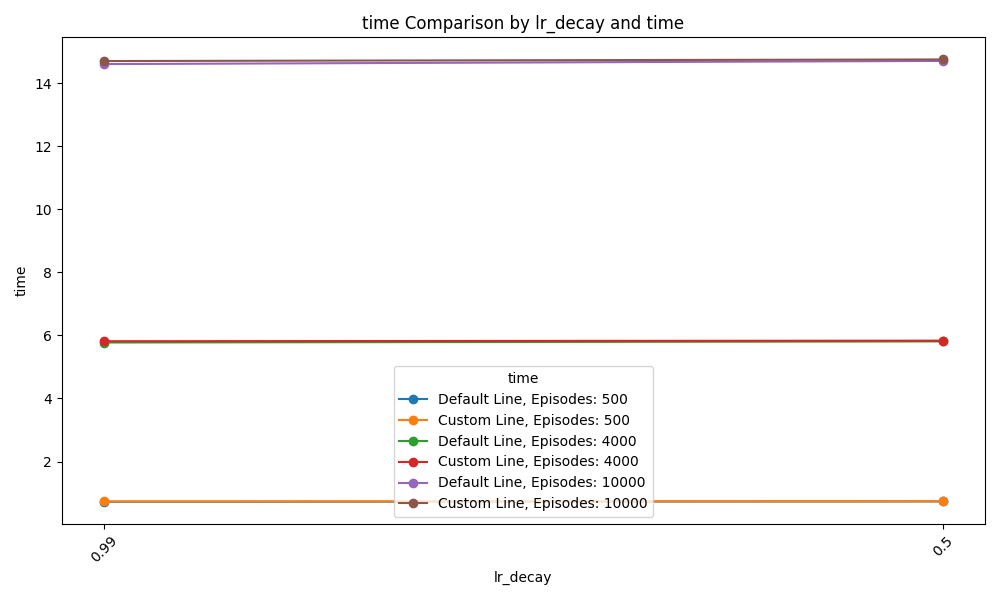 time Comparison by lr_decay and time
time
14
12
10
8
6
4
2
time
Default Line, Episodes: 500
Custom Line, Episodes: 500
Default Line, Episodes: 4000
Custom Line, Episodes: 4000
Default Line, Episodes: 10000
Custom Line, Episodes: 10000
0.99
0.5
lr_decay